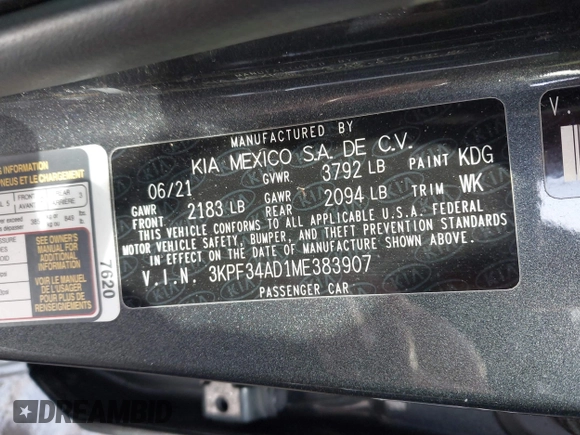 MANUFACTURED BY
KIA MEXICO S.A. DE C.V.
06/21 GVWR. 3792 LB PAINT KDG
GAWR FRONT 2183 LB GAWR REAR 2094 LB TRIM WK
THIS VEHICLE CONFORMS TO ALL APPLICABLE U.S.A. FEDERAL
MOTOR VEHICLE SAFETY, BUMPER, AND THEFT PREVENTION STANDARDS
IN EFFECT ON THE DATE OF MANUFACTURE SHOWN ABOVE.
V.I.N. 3KPF34AD1ME383907
PASSENGER CAR
INFORMATION
PNEUS ET LE CHARGEMENT
SEE OWNER'S
MANUAL FOR
ADDITIONAL
INFORMATION
VOIR LE MANUEL
DE L'USAGER
POUR PLUS DE
RENSEIGNEMENTS
7620
V.
DREAMBID